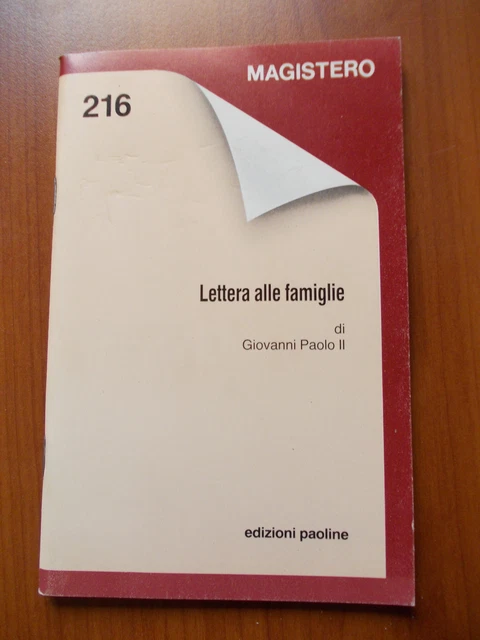 MAGISTERO
216
Lettera alle famiglie
di
Giovanni Paolo II
edizioni paoline